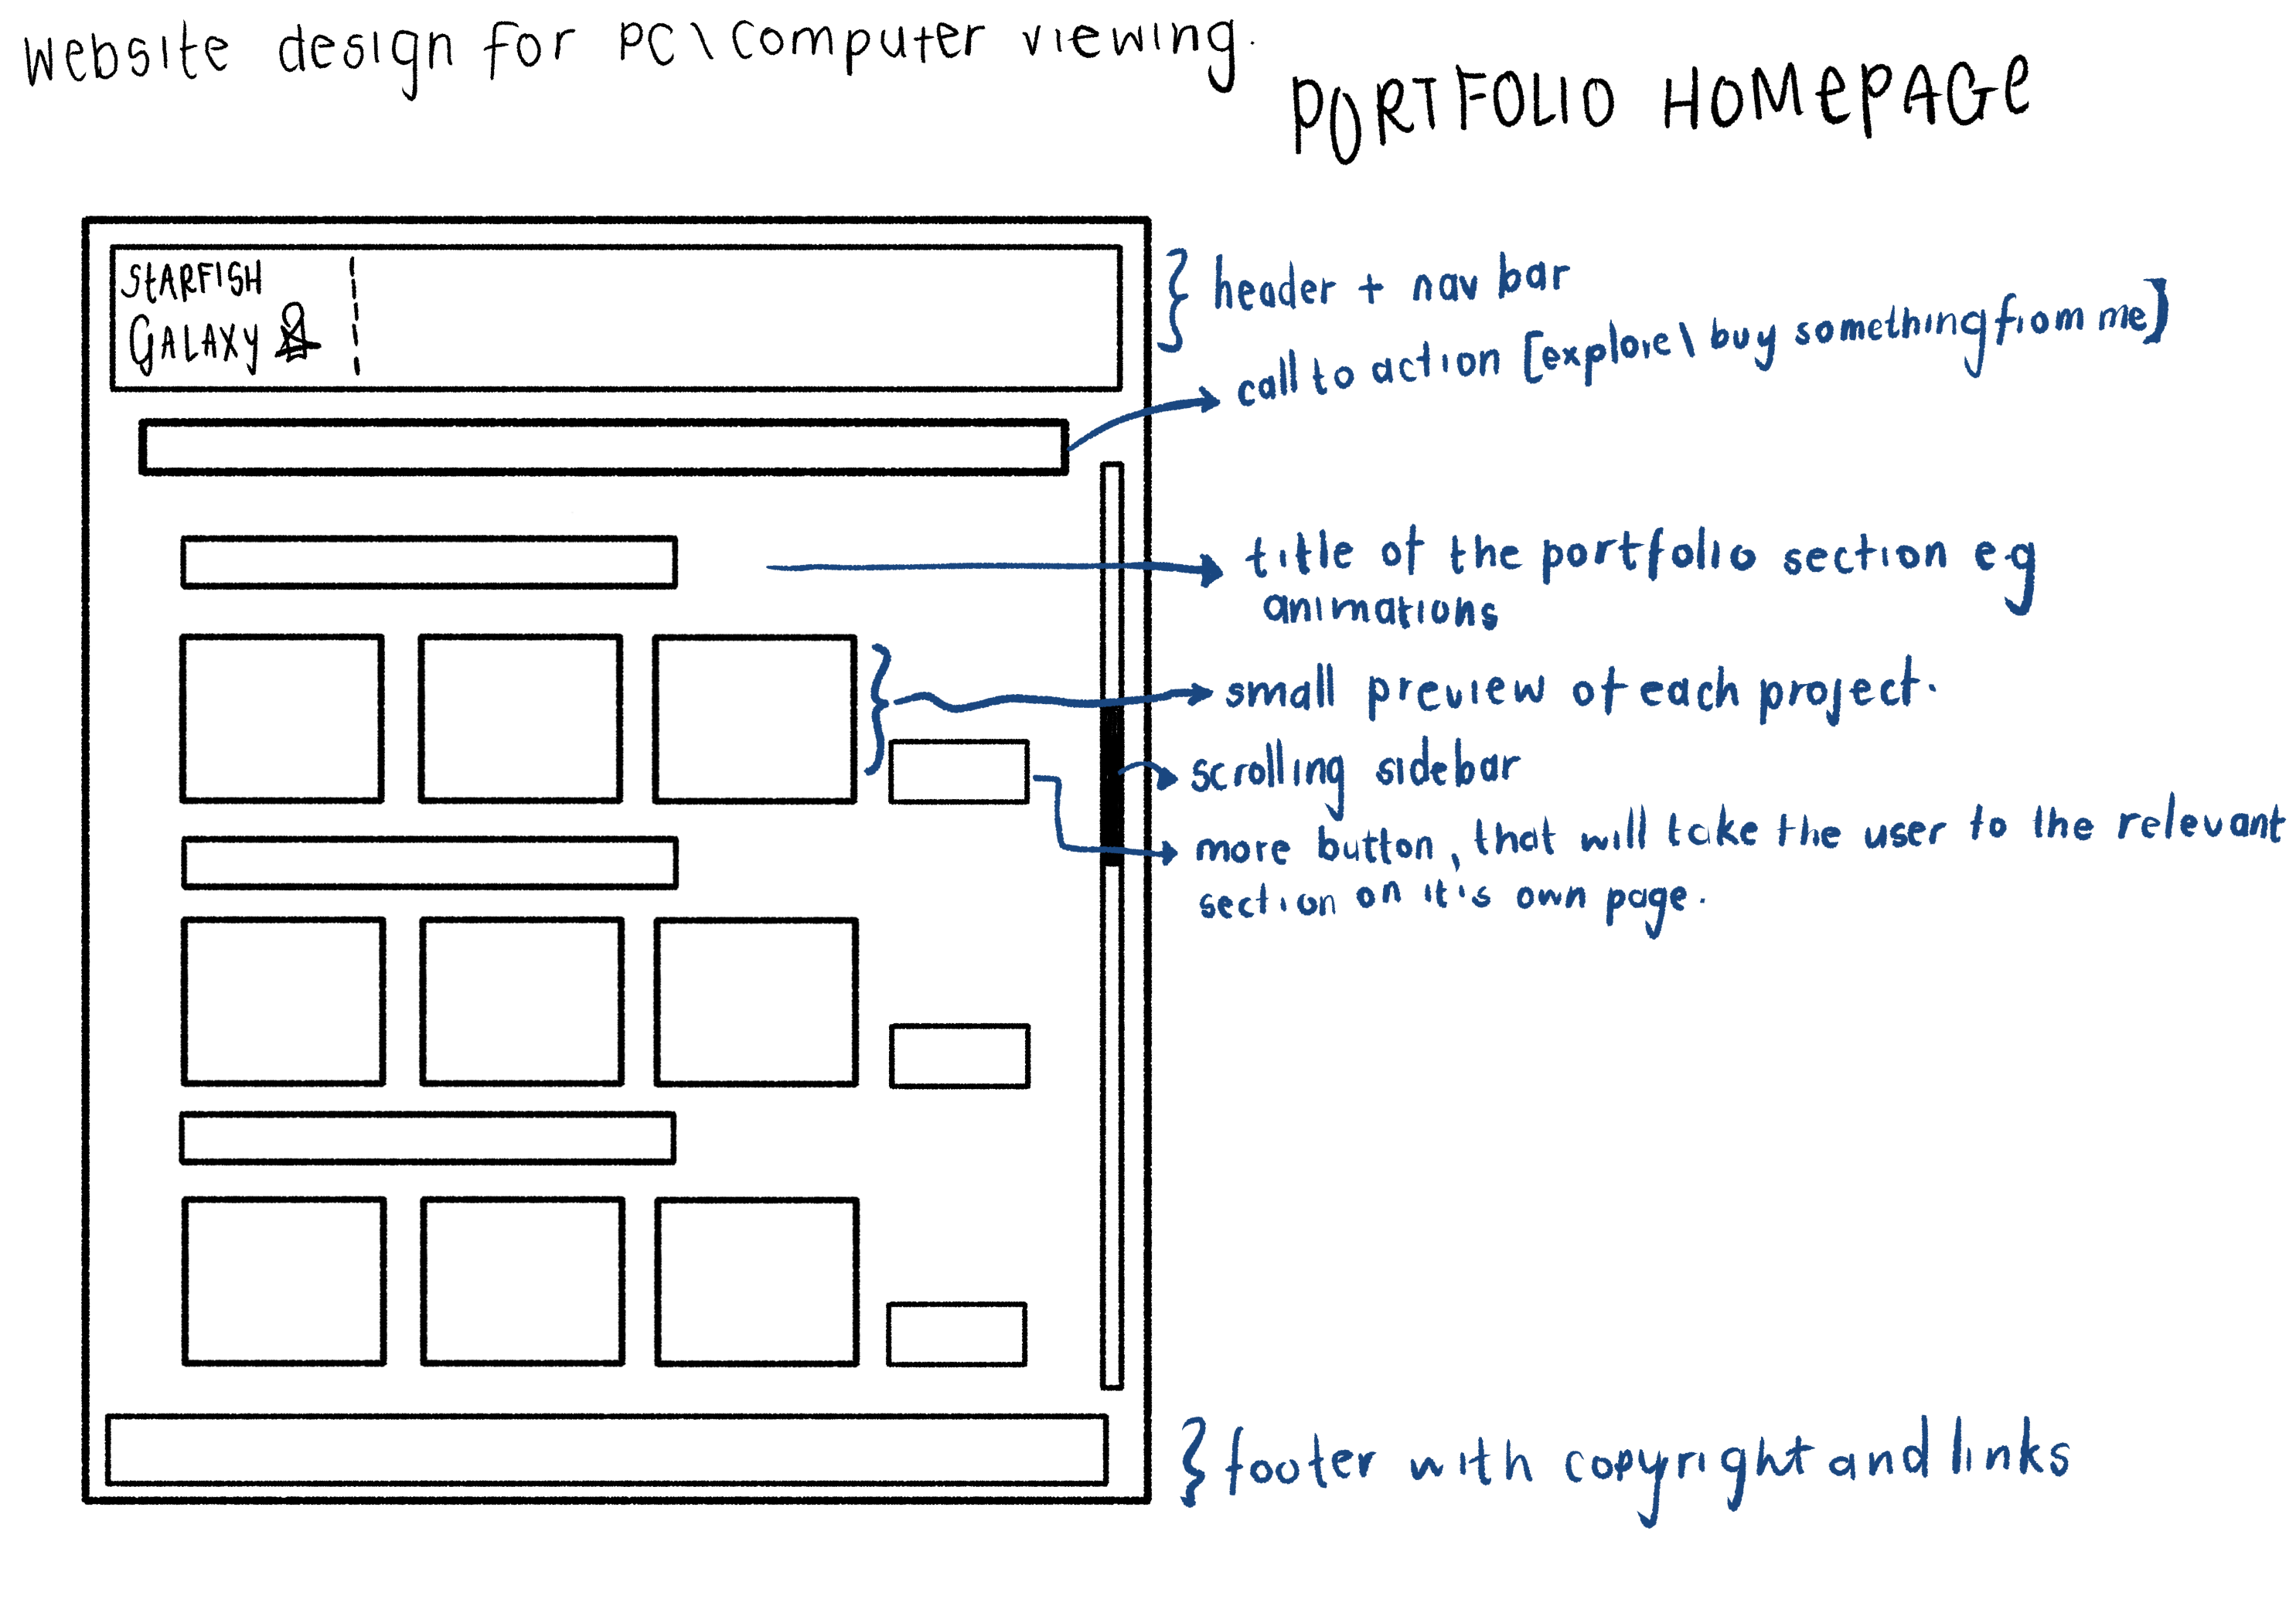 website design for PC\Computer viewing.
PORTFOLIO HOMEPAGE
STARFISH
GALAXY
header + nav bar
call to action [explore\ buy something from me]
title of the portfolio section eg
animations
small preview of each project.
scrolling sidebar
more button, that will take the user to the relevant
section on it's own page.
footer with copyright and links